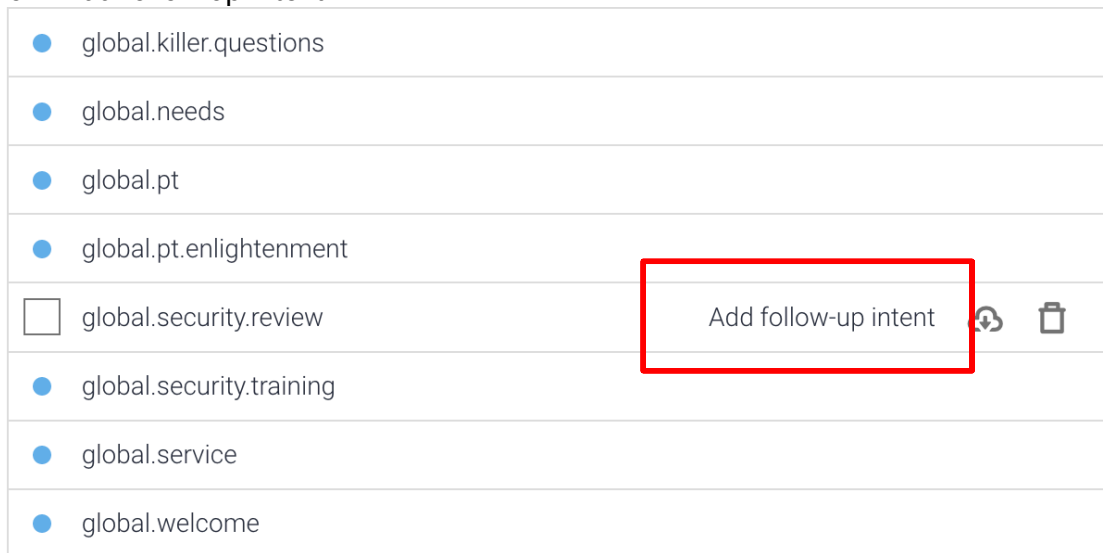 global.killer.questions
global.needs
global.pt
global.pt.enlightenment
global.security.review Add follow-up intent
global.security.training
global.service
global.welcome